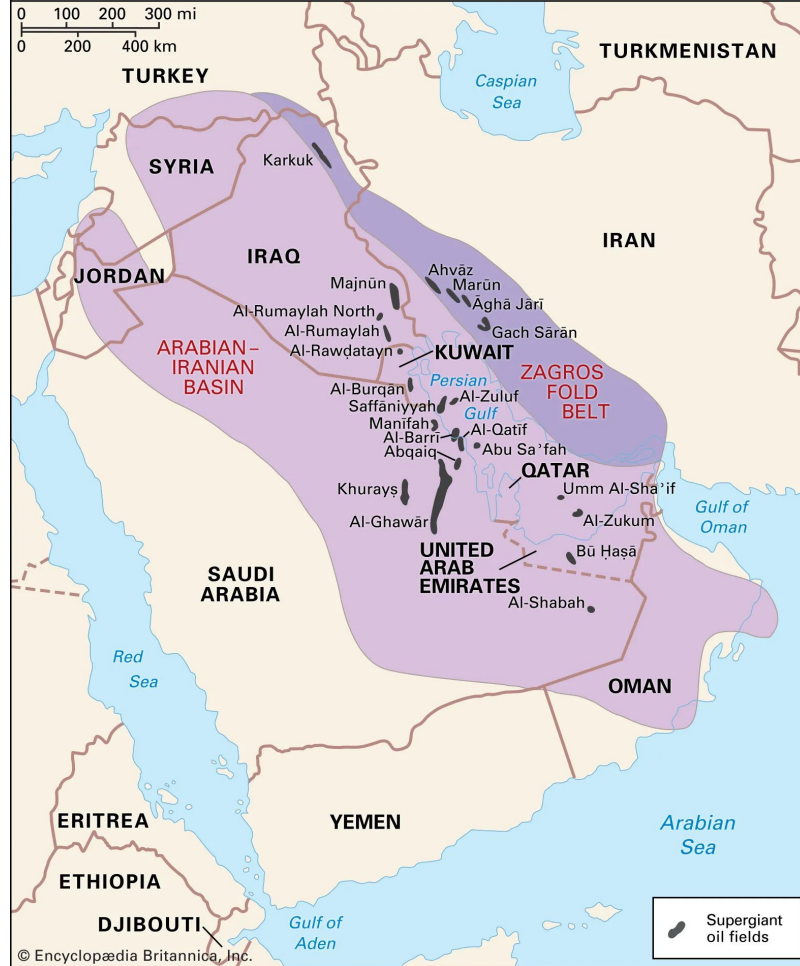 0 100 200 300 mi
0 200 400 km
TURKEY
TURKMENISTAN
Caspian
Sea
Karkuk
SYRIA
IRAN
IRAQ
JORDAN
Ahvāz
Marūn
Majnūn
Āghā Jārī
Al-Rumaylah North
Al-Rumaylah
Gach Sārān
Al-Rawḍatayn
KUWAIT
ARABIAN–
IRANIAN
BASIN
ZAGROS
FOLD
BELT
Persian
Gulf
Al-Burqān
Al-Zuluf
Saffāniyyah
Manīfah
Al-Qatīf
Al-Barrī
Abu Saʾfah
Abqaiq
QATAR
Khurayṣ
Umm Al-Shaʾif
Al-Ghawār
Al-Zukum
Gulf of
Oman
UNITED
ARAB
EMIRATES
Bū Ḥaṣā
SAUDI
ARABIA
Al-Shabah
Red
Sea
OMAN
ERITREA
YEMEN
Arabian
Sea
ETHIOPIA
DJIBOUTI
Gulf of
Aden
Supergiant
oil fields
© Encyclopædia Britannica, Inc.